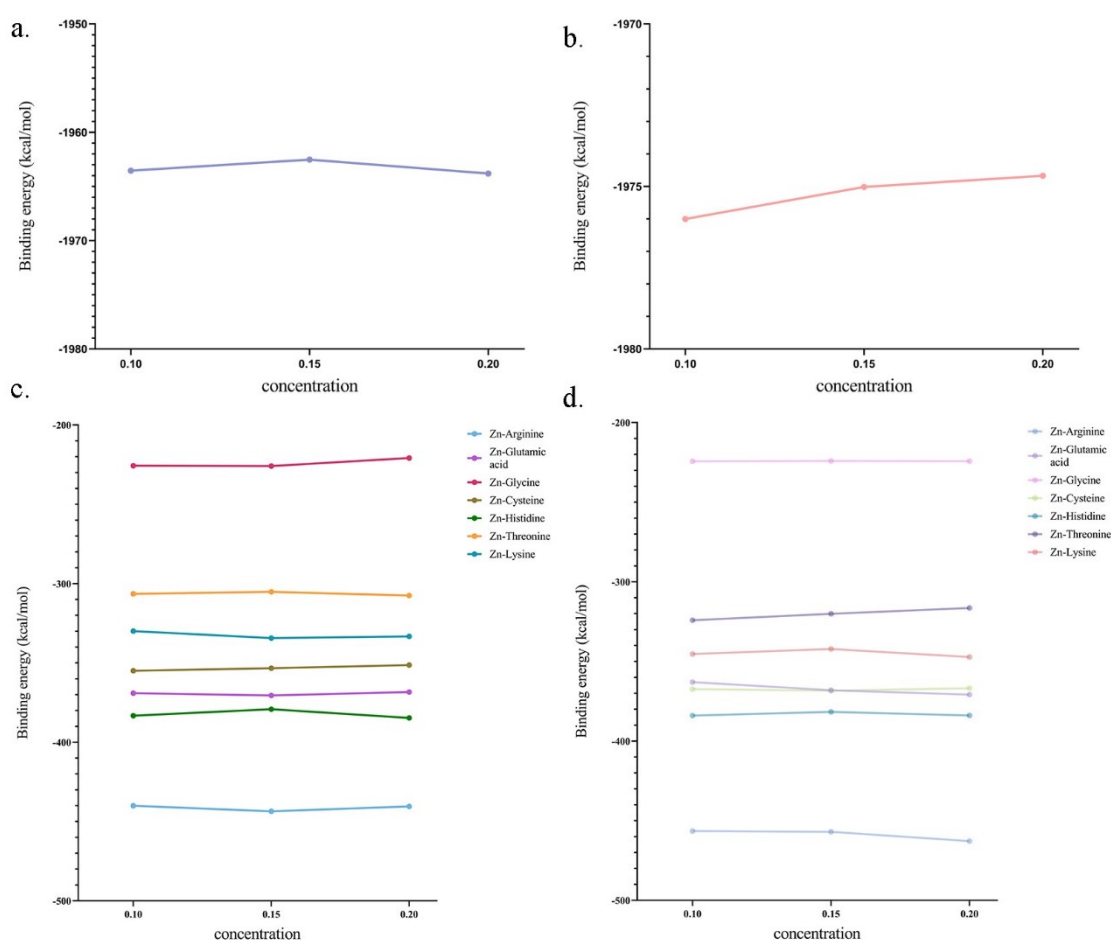 a.
-1950
-1960
-1970
-1980
Binding energy (kcal/mol)
0.10 0.15 0.20
concentration
b.
-1970
-1975
-1980
Binding energy (kcal/mol)
0.10 0.15 0.20
concentration
c.
-200
-300
-400
-500
Binding energy (kcal/mol)
0.10 0.15 0.20
concentration
Zn-Arginine
Zn-Glutamic
acid
Zn-Glycine
Zn-Cysteine
Zn-Histidine
Zn-Threonine
Zn-Lysine
d.
-200
-300
-400
-500
Binding energy (kcal/mol)
0.10 0.15 0.20
concentration
Zn-Arginine
Zn-Glutamic
acid
Zn-Glycine
Zn-Cysteine
Zn-Histidine
Zn-Threonine
Zn-Lysine